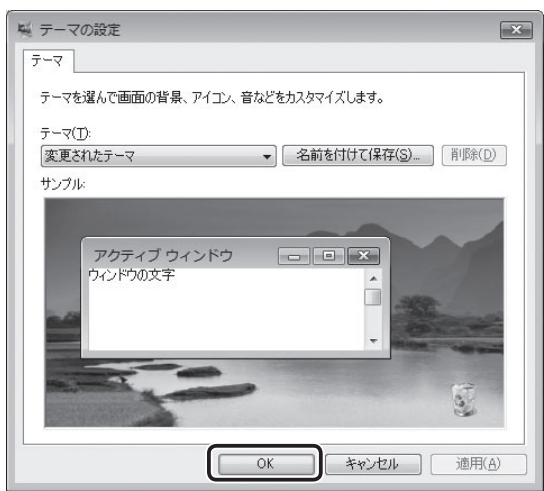 テーマの設定
テーマ
テーマを選んで画面の背景、アイコン、音などをカスタマイズします。
テーマ(T):
変更されたテーマ 名前を付けて保存(S)... 削除(D)
サンプル:
アクティブ ウィンドウ
ウィンドウの文字
OK キャンセル 適用(A)